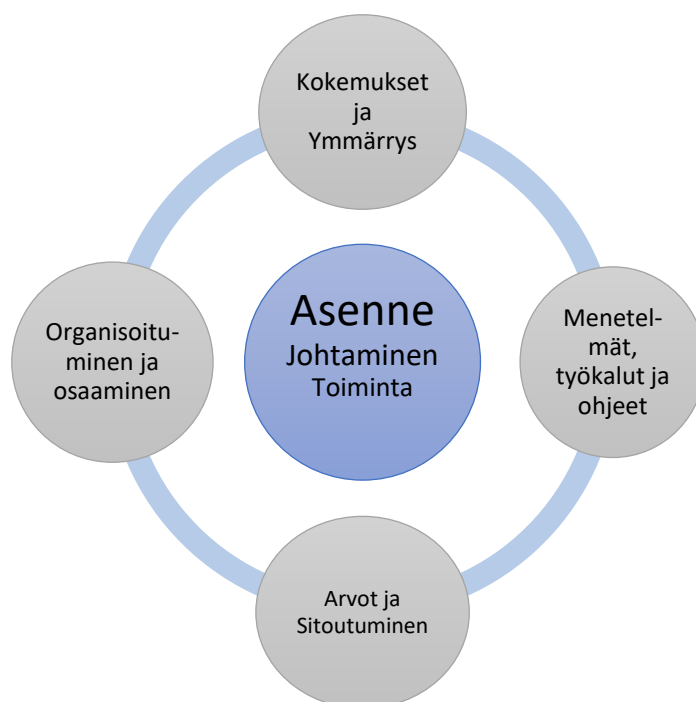 Kokemukset
ja
Ymmärrys
Organisoitu-
minen ja
osaaminen
Asenne
Johtaminen
Toiminta
Menetel-
mät,
työkalut ja
ohjeet
Arvot ja
Sitoutuminen